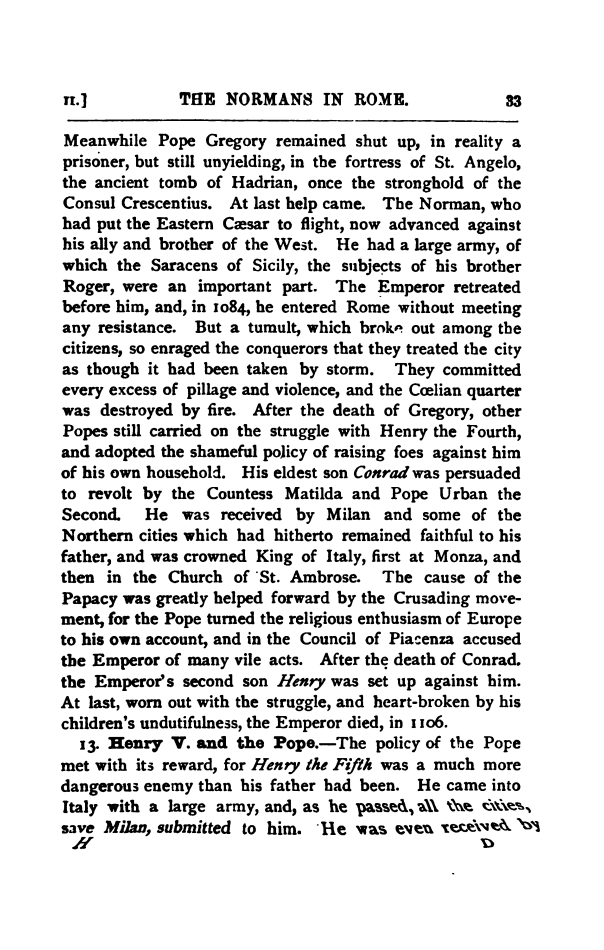 II.] THE NORMANS IN ROME. 33
Meanwhile Pope Gregory remained shut up, in reality a
prisoner, but still unyielding, in the fortress of St. Angelo,
the ancient tomb of Hadrian, once the stronghold of the
Consul Crescentius. At last help came. The Norman, who
had put the Eastern Cæsar to flight, now advanced against
his ally and brother of the West. He had a large army, of
which the Saracens of Sicily, the subjects of his brother
Roger, were an important part. The Emperor retreated
before him, and, in 1084, he entered Rome without meeting
any resistance. But a tumult, which broke out among the
citizens, so enraged the conquerors that they treated the city
as though it had been taken by storm. They committed
every excess of pillage and violence, and the Cœlian quarter
was destroyed by fire. After the death of Gregory, other
Popes still carried on the struggle with Henry the Fourth,
and adopted the shameful policy of raising foes against him
of his own household. His eldest son Conrad was persuaded
to revolt by the Countess Matilda and Pope Urban the
Second. He was received by Milan and some of the
Northern cities which had hitherto remained faithful to his
father, and was crowned King of Italy, first at Monza, and
then in the Church of St. Ambrose. The cause of the
Papacy was greatly helped forward by the Crusading move-
ment, for the Pope turned the religious enthusiasm of Europe
to his own account, and in the Council of Piacenza accused
the Emperor of many vile acts. After the death of Conrad.
the Emperor's second son Henry was set up against him.
At last, worn out with the struggle, and heart-broken by his
children's undutifulness, the Emperor died, in 1106.
13. Henry V. and the Pope.—The policy of the Pope
met with its reward, for Henry the Fifth was a much more
dangerous enemy than his father had been. He came into
Italy with a large army, and, as he passed, all the cities,
save Milan, submitted to him. He was even received by
H D